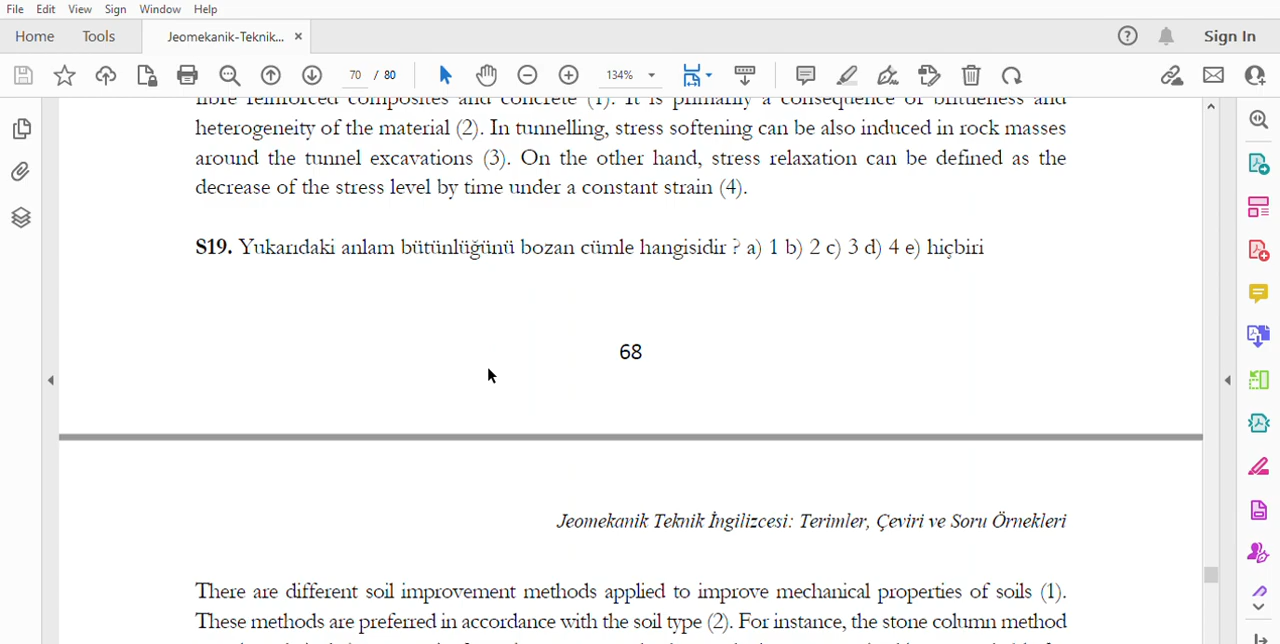 File Edit View Sign Window Help
Home Tools Jeomekanik-Teknik... × Sign In
70 / 80 134%
fibre reinforced composites and concrete (1). It is primarily a consequence of brittleness and
heterogeneity of the material (2). In tunnelling, stress softening can be also induced in rock masses
around the tunnel excavations (3). On the other hand, stress relaxation can be defined as the
decrease of the stress level by time under a constant strain (4).
S19. Yukarıdaki anlam bütünlüğünü bozan cümle hangisidir ? a) 1 b) 2 c) 3 d) 4 e) hiçbiri
68
Jeomekanik Teknik İngilizcesi: Terimler, Çeviri ve Soru Örnekleri
There are different soil improvement methods applied to improve mechanical properties of soils (1).
These methods are preferred in accordance with the soil type (2). For instance, the stone column method